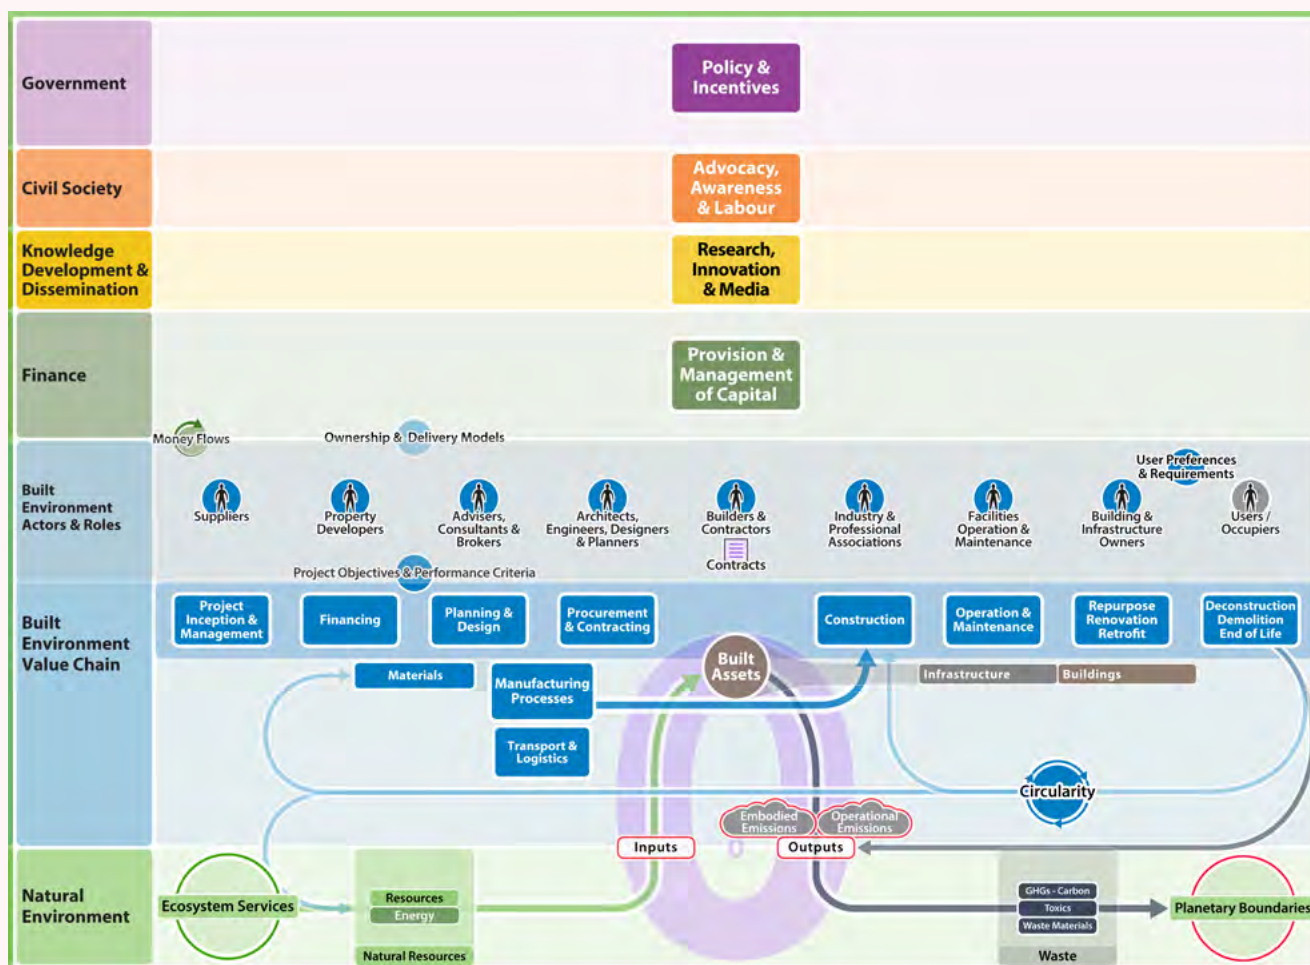 Government
Policy &
Incentives
Civil Society
Advocacy,
Awareness
& Labour
Knowledge
Development &
Dissemination
Research,
Innovation
& Media
Finance
Provision &
Management
of Capital
Money Flows
Ownership & Delivery Models
User Preferences
& Requirements
Built
Environment
Actors & Roles
Suppliers
Property
Developers
Advisers,
Consultants &
Brokers
Architects,
Engineers, Designers
& Planners
Builders &
Contractors
Contracts
Industry &
Professional
Associations
Facilities
Operation &
Maintenance
Building &
Infrastructure
Owners
Users /
Occupiers
Project Objectives & Performance Criteria
Built
Environment
Value Chain
Project
Inception &
Management
Financing
Planning &
Design
Procurement
& Contracting
Construction
Operation &
Maintenance
Repurpose
Renovation
Retrofit
Deconstruction
Demolition
End of Life
Built
Assets
Materials
Manufacturing
Processes
Transport &
Logistics
Infrastructure
Buildings
Circularity
Embodied
Emissions
Operational
Emissions
Inputs
Outputs
0
Natural
Environment
Ecosystem Services
Resources
Energy
Natural Resources
GHGs - Carbon
Toxics
Waste Materials
Waste
Planetary Boundaries